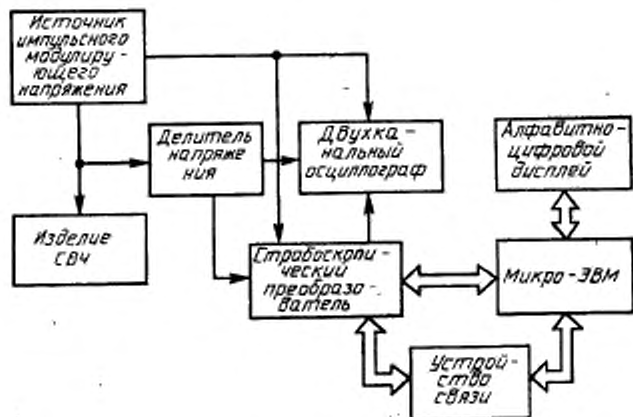 Источник
импульсного
модулиру-
ющего
напряжения
Делитель
напряже
ния
Двухка-
нальный
осциллограф
Алфавитно-
цифровой
дисплей
Изделие
СВЧ
Стробоскопи-
ческий
преобразо-
ватель
Микро-ЭВМ
Устрой-
ство
связи